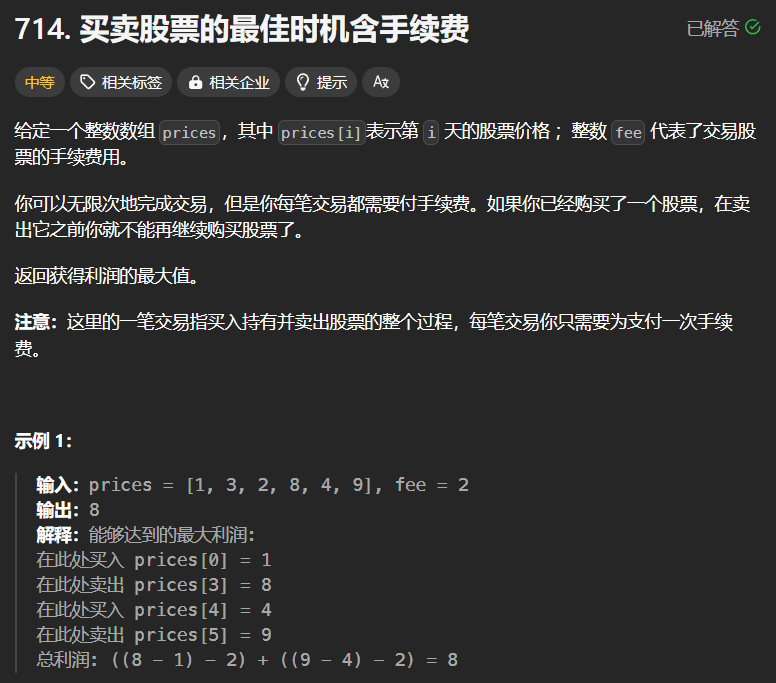 714. 买卖股票的最佳时机含手续费
已解答
中等 相关标签 相关企业 提示 Ax
给定一个整数数组 prices，其中 prices[i]表示第 i 天的股票价格 ；整数 fee 代表了交易股
票的手续费用。
你可以无限次地完成交易，但是你每笔交易都需要付手续费。如果你已经购买了一个股票，在卖
出它之前你就不能再继续购买股票了。
返回获得利润的最大值。
注意：这里的一笔交易指买入持有并卖出股票的整个过程，每笔交易你只需要为支付一次手续
费。
示例 1：
输入：prices = [1, 3, 2, 8, 4, 9], fee = 2
输出：8
解释：能够达到的最大利润:
在此处买入 prices[0] = 1
在此处卖出 prices[3] = 8
在此处买入 prices[4] = 4
在此处卖出 prices[5] = 9
总利润: ((8 - 1) - 2) + ((9 - 4) - 2) = 8